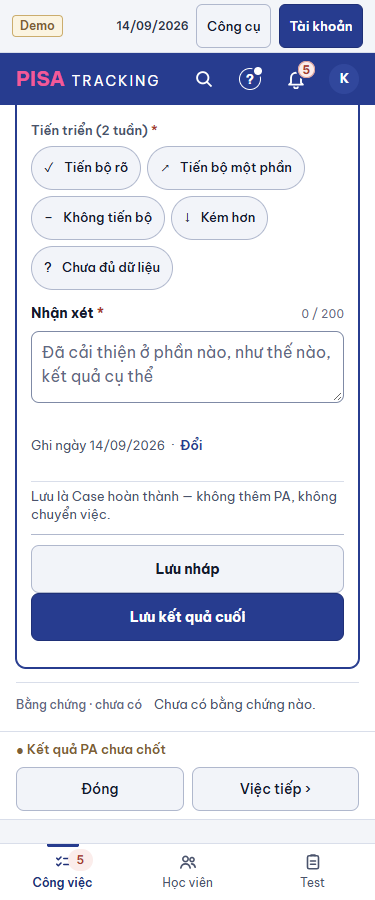 Demo 14/09/2026 Công cụ Tài khoản
PISA TRACKING ? 5 K
Tiến triển (2 tuần) *
✓ Tiến bộ rõ ↗ Tiến bộ một phần
– Không tiến bộ ↓ Kém hơn
? Chưa đủ dữ liệu
Nhận xét * 0 / 200
Đã cải thiện ở phần nào, như thế nào,
kết quả cụ thể
Ghi ngày 14/09/2026 · Đổi
Lưu là Case hoàn thành — không thêm PA, không
chuyển việc.
Lưu nháp
Lưu kết quả cuối
Bằng chứng · chưa có Chưa có bằng chứng nào.
● Kết quả PA chưa chốt
Đóng Việc tiếp ›
5
Công việc Học viên Test